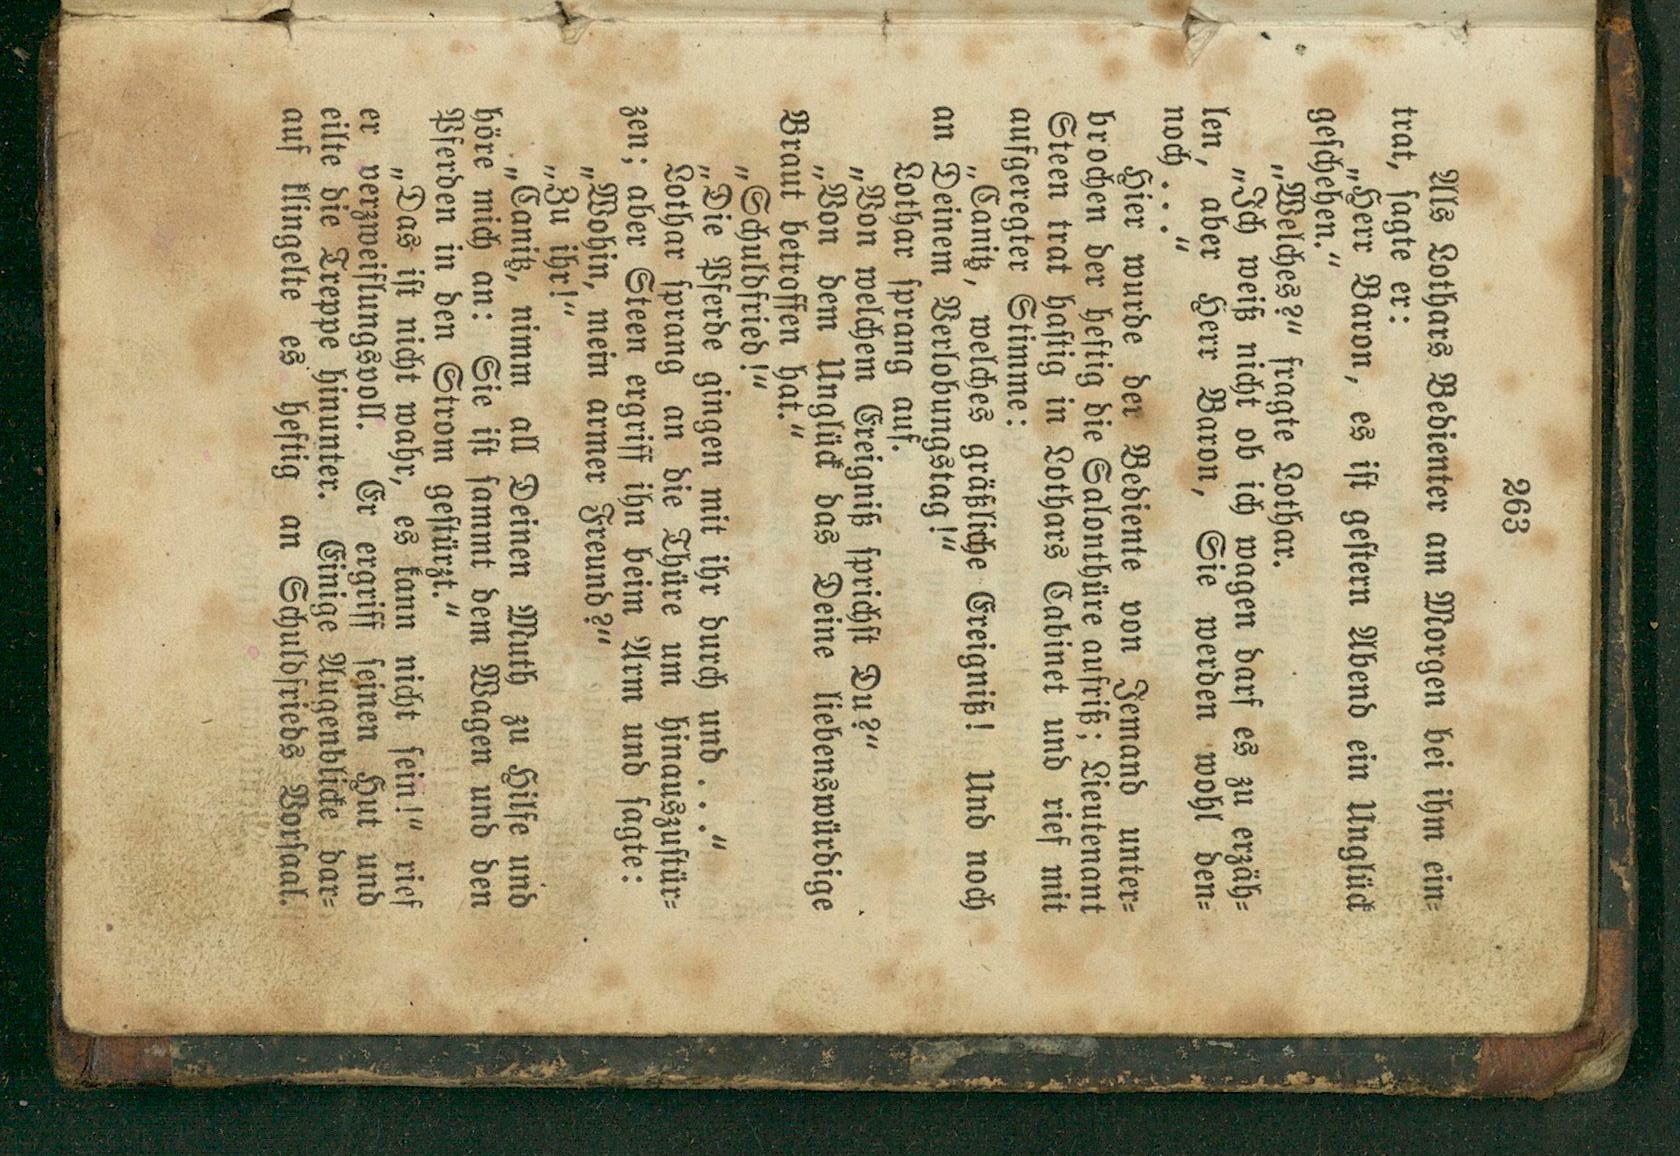 263
Als Lothars Bedienter am Morgen bei ihm ein-
trat, sagte er:
„Herr Baron, es ist gestern Abend ein Unglück
geschehen.“
„Welches?“ fragte Lothar.
„Ich weiß nicht ob ich wagen darf es zu erzäh-
len, aber Herr Baron, Sie werden wohl den-
noch . . . “
Hier wurde der Bediente von Jemand unter-
brochen der heftig die Salonthüre aufriß; Lieutenant
Steen trat hastig in Lothars Cabinet und rief mit
aufgeregter Stimme:
„Canitz, welches gräßliche Ereigniß! Und noch
an Deinem Verlobungstag!“
Lothar sprang auf.
„Von welchem Ereigniß sprichst Du?“
„Von dem Unglück das Deine liebenswürdige
Braut betroffen hat.“
„Schuldfried!“
„Die Pferde gingen mit ihr durch und . . . “
Lothar sprang an die Thüre um hinauszustür-
zen; aber Steen ergriff ihn beim Arm und sagte:
„Wohin, mein armer Freund?“
„Zu ihr!“
„Canitz, nimm all Deinen Muth zu Hilfe und
höre mich an: Sie ist sammt dem Wagen und den
Pferden in den Strom gestürzt.“
„Das ist nicht wahr, es kann nicht sein!“ rief
er verzweiflungsvoll. Er ergriff seinen Hut und
eilte die Treppe hinunter. Einige Augenblicke dar-
auf klingelte es heftig an Schuldfrieds Vorsaal.